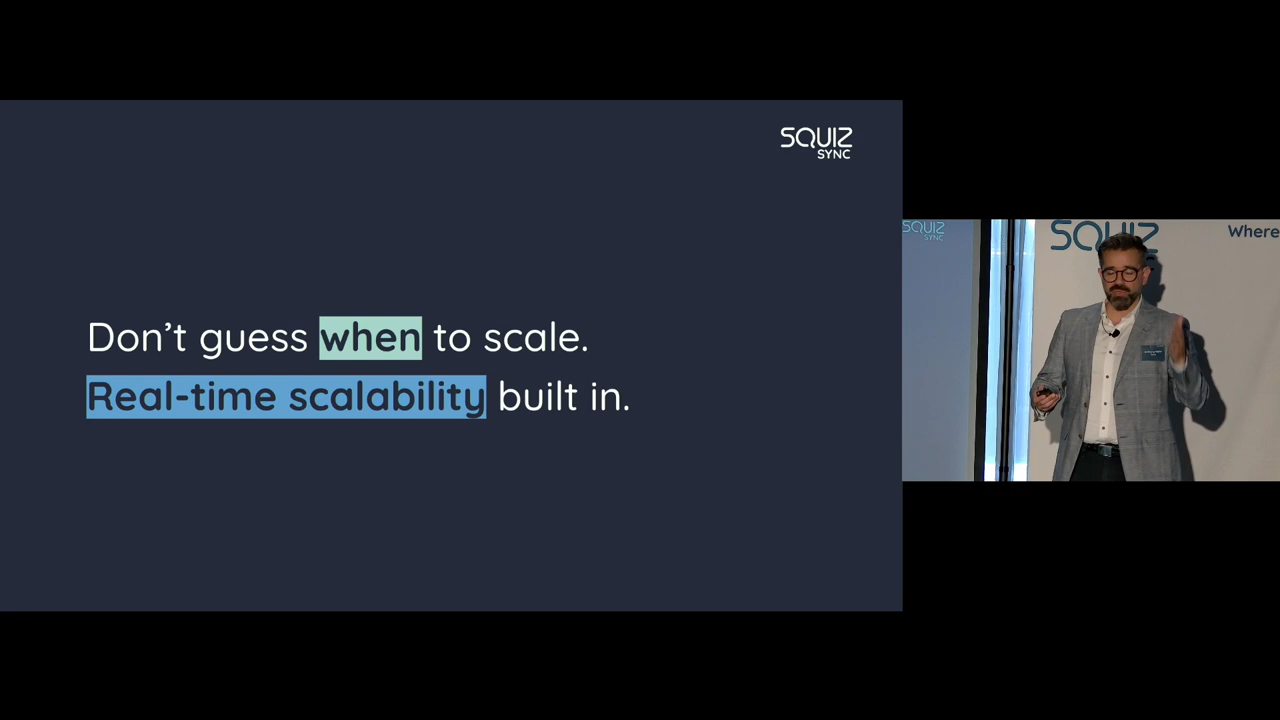 SQUIZ
SYNC
Don’t guess when to scale.
Real-time scalability built in.
SQUIZ
SYNC
SQUIZ
Where